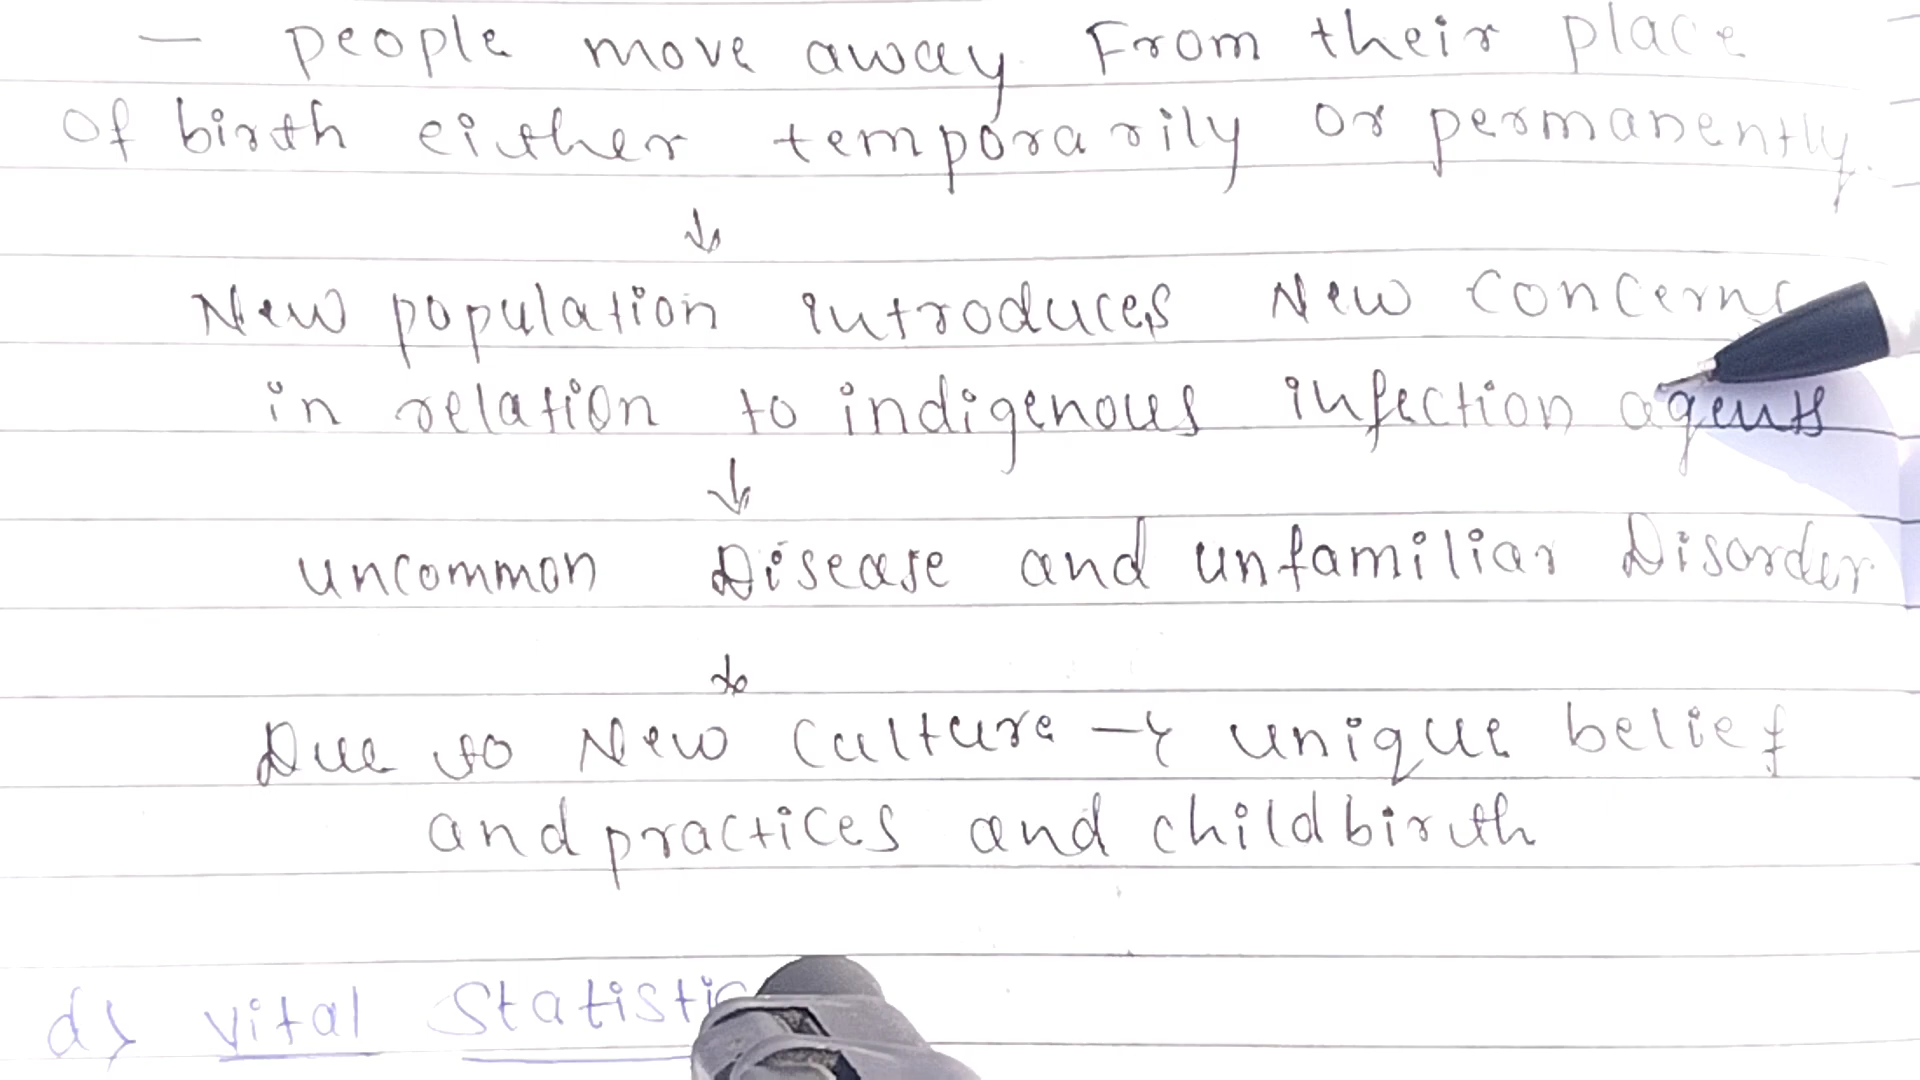 - people move away From their place
of birth either temporarily or permanently.
↓
New population introduces New Concerns
in relation to indigenous infection agents
↓
uncommon Disease and unfamiliar Disorder
↓
Due to New Culture → unique belief
and practices and childbirth
d) Vital Statistic